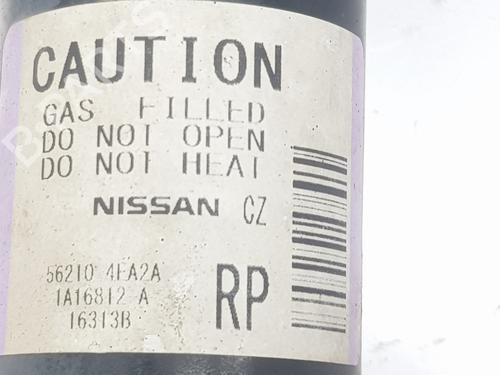 CAUTION
GAS FILLED
DO NOT OPEN
DO NOT HEAT
NISSAN CZ
56210 4EA2A
1A16812 A
16313B
RP